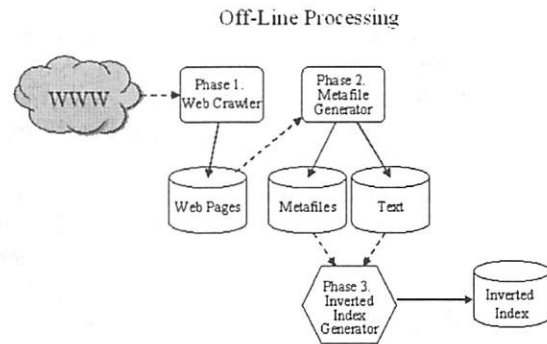 Off-Line Processing
WWW
Phase 1.
Web Crawler
Phase 2.
Metafile
Generator
Web Pages
Metafiles
Text
Phase 3.
Inverted
Index
Generator
Inverted
Index